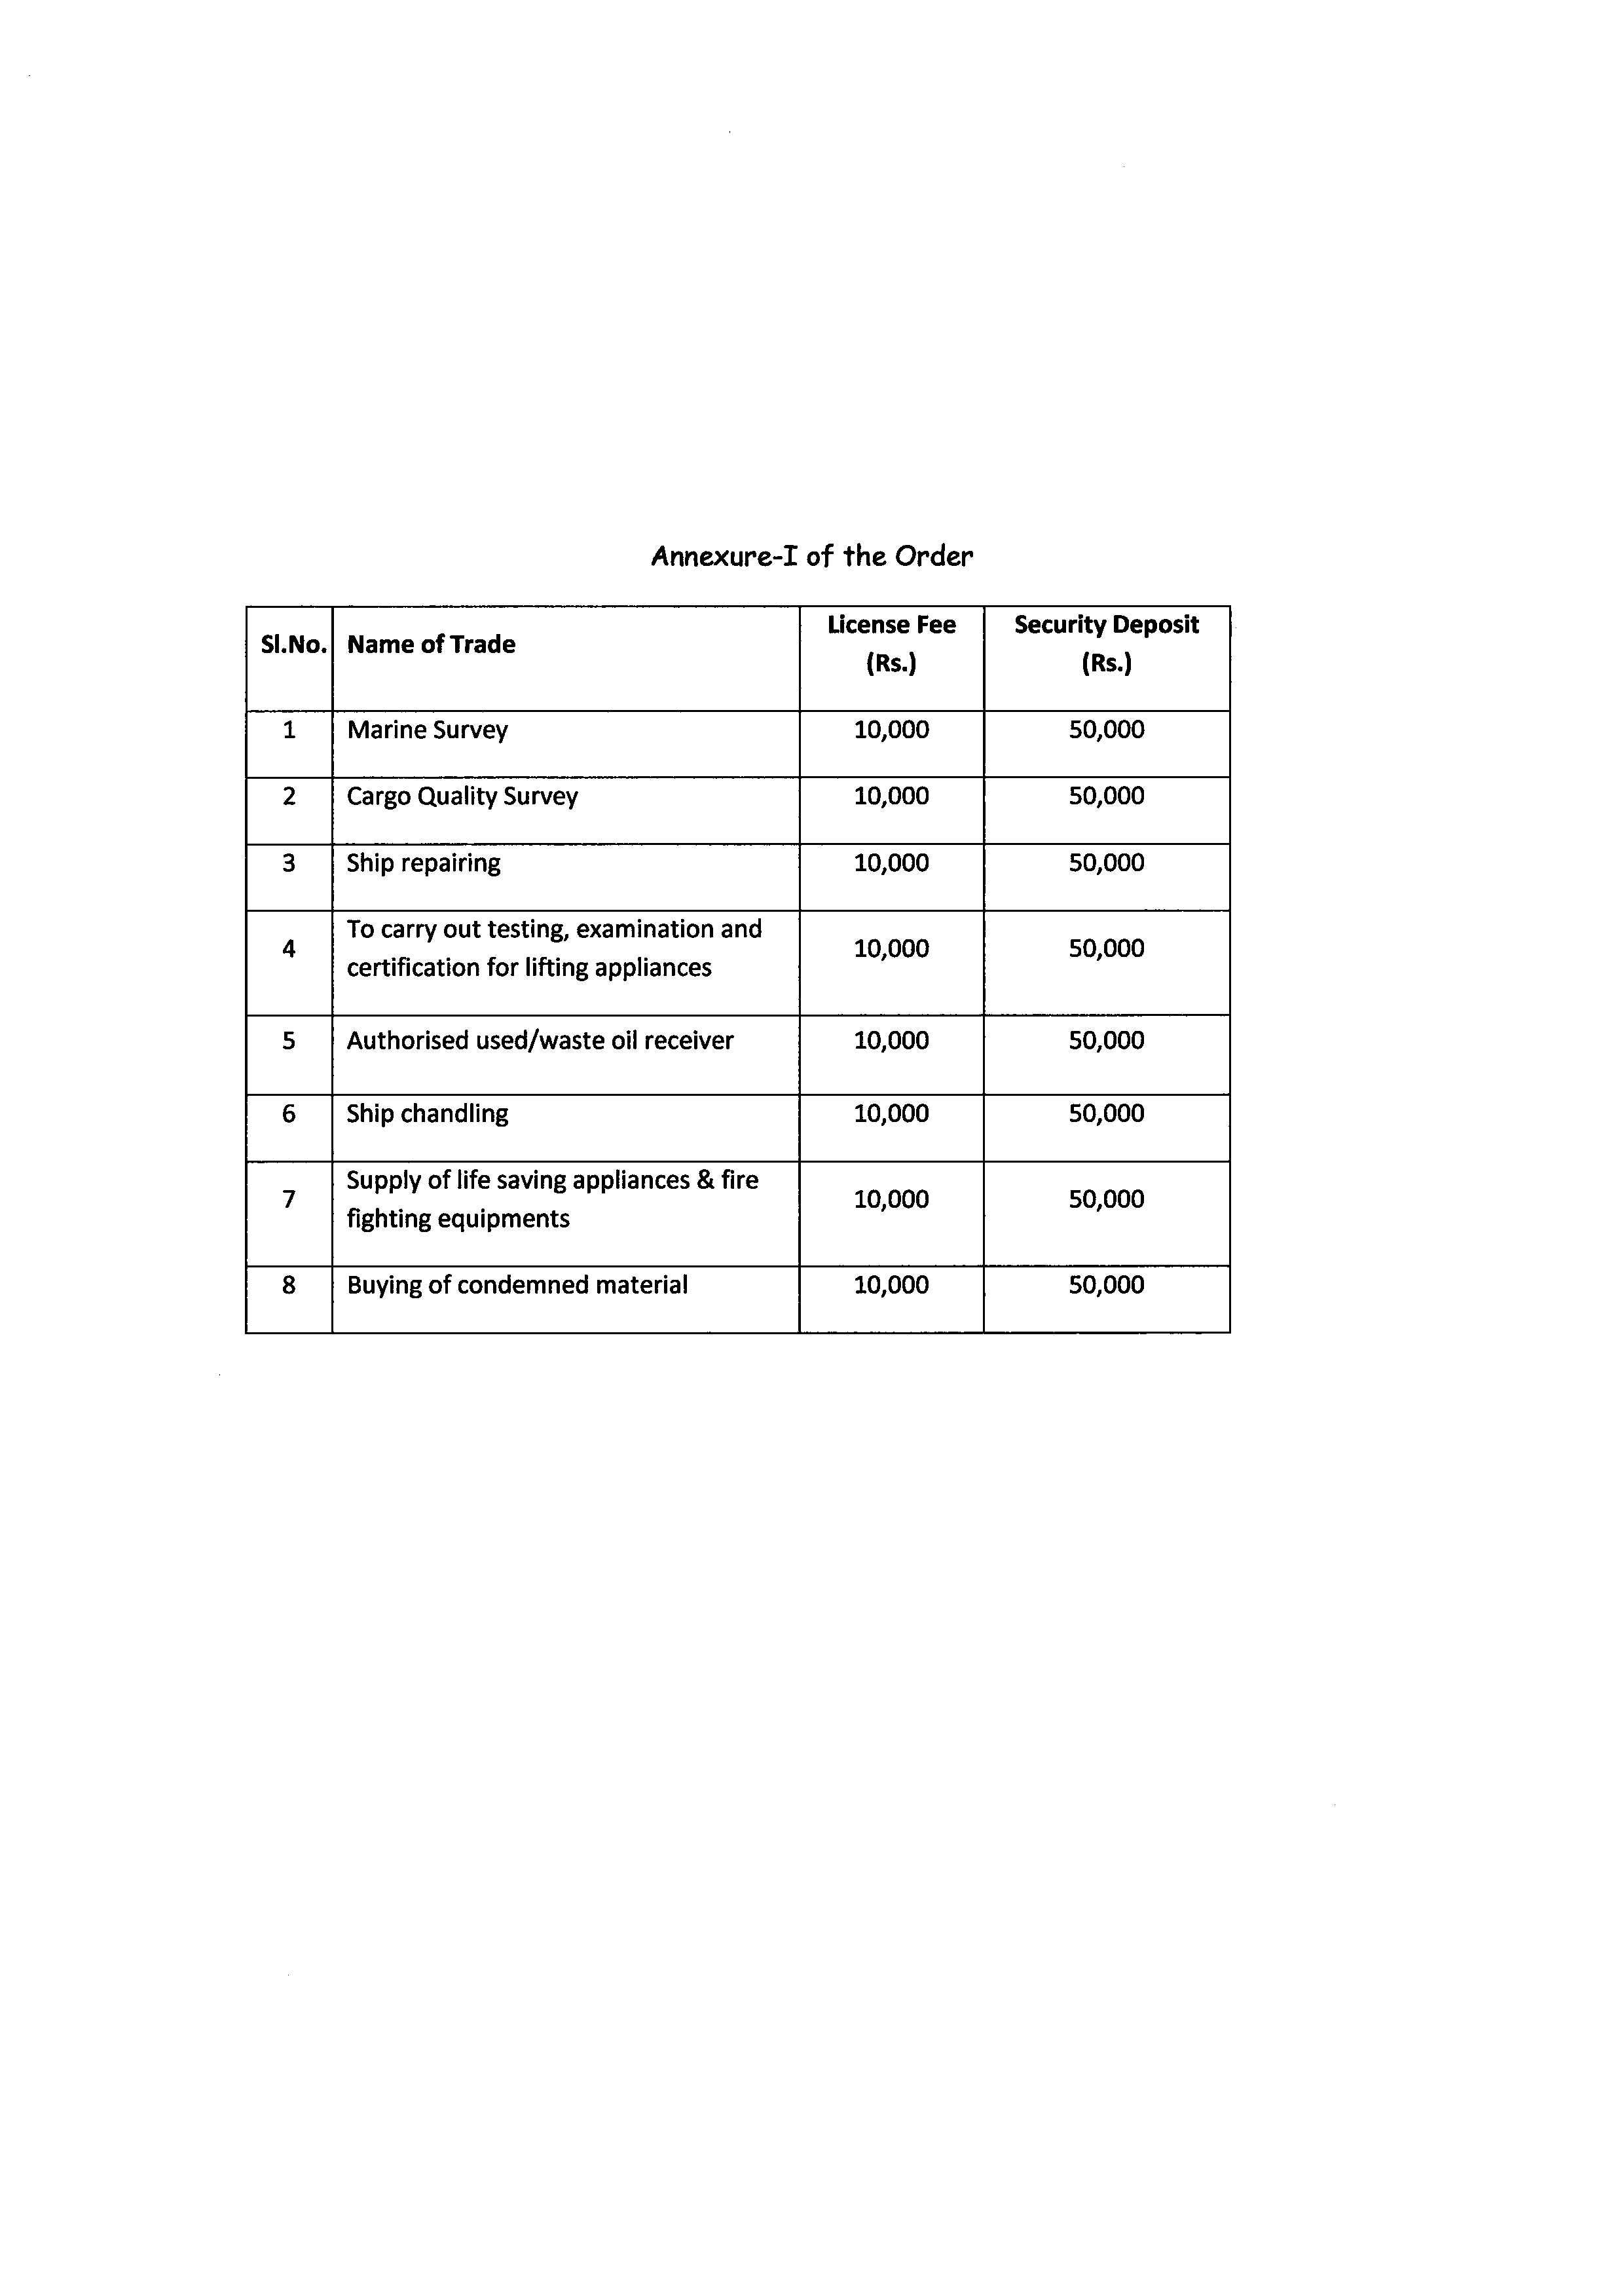 Annexure-I of the Order
Sl.No. Name of Trade License Fee (Rs.) Security Deposit (Rs.)
1 Marine Survey 10,000 50,000
2 Cargo Quality Survey 10,000 50,000
3 Ship repairing 10,000 50,000
4 To carry out testing, examination and
certification for lifting appliances 10,000 50,000
5 Authorised used/waste oil receiver 10,000 50,000
6 Ship chandling 10,000 50,000
7 Supply of life saving appliances & fire
fighting equipments 10,000 50,000
8 Buying of condemned material 10,000 50,000